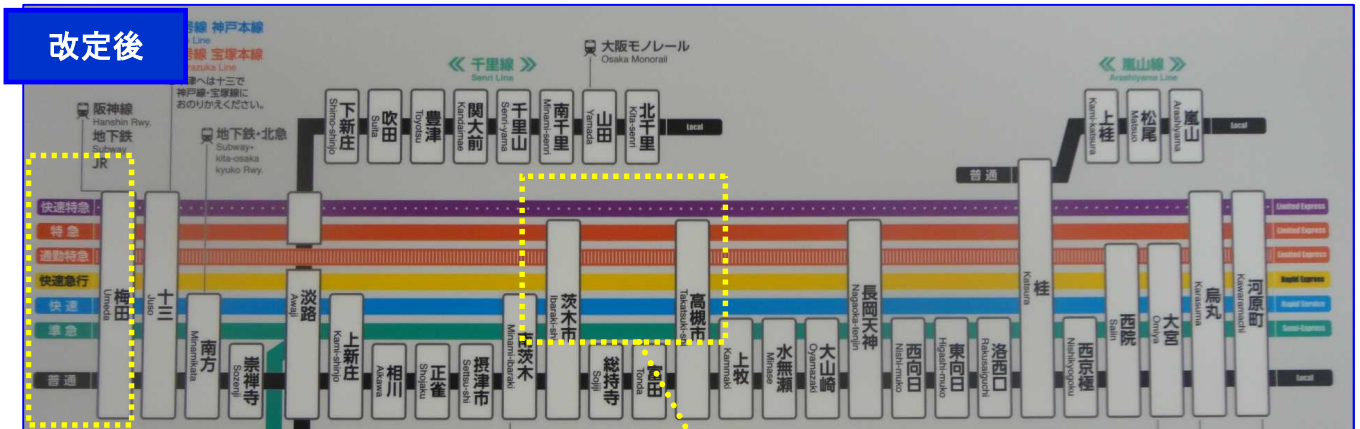 改定後
号線 神戸本線
Line
号線 宝塚本線
azuka Line
津へは十三で
神戸線・宝塚線に
おのりかえください。
阪神線
Hanshin Rwy.
地下鉄
Subway
JR
地下鉄・北急
Subway・
kita-osaka
kyuko Rwy.
≪ 千里線 ≫
Senri Line
大阪モノレール
Osaka Monorail
≪ 嵐山線 ≫
Arashiyama Line
下新庄
Shimo-shinjo
吹田
Suita
豊津
Toyotsu
関大前
Kandaimae
千里山
Senri-yama
南千里
Minami-senri
山田
Yamada
北千里
Kita-senri
Local
上桂
Kami-katsura
松尾
Matsuo
嵐山
Arashiyama
Local
普通
快速特急
Limited Express
特急
Limited Express
通勤特急
Limited Express
快速急行
Rapid Express
快速
Rapid Service
準急
Semi-Express
普通
Local
梅田
Umeda
十三
Juso
南方
Minamikata
崇禅寺
Sozenji
淡路
Awaji
上新庄
Kami-shinjo
相川
Aikawa
正雀
Shojaku
摂津市
Settsu-shi
南茨木
Minami-ibaraki
茨木市
Ibaraki-shi
総持寺
Sojiji
富田
Tonda
高槻市
Takatsuki-shi
上牧
Kammaki
水無瀬
Minase
大山崎
Oyamazaki
長岡天神
Nagaoka-tenjin
西向日
Nishi-muko
東向日
Higashi-muko
洛西口
Rakusaiguchi
桂
Katsura
西京極
Nishikyogoku
西院
Saiin
大宮
Omiya
烏丸
Karasuma
河原町
Kawaramachi